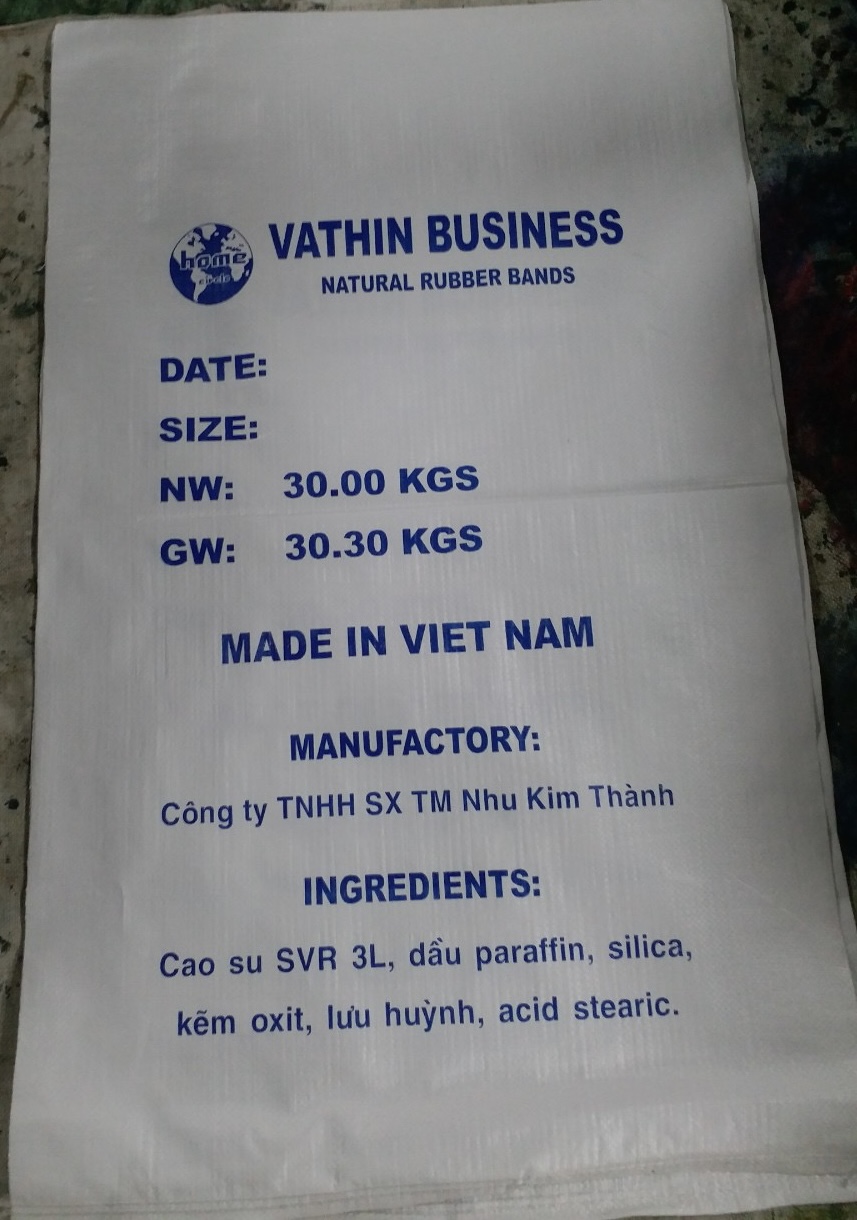 home
circle
VATHIN BUSINESS
NATURAL RUBBER BANDS
DATE:
SIZE:
NW: 30.00 KGS
GW: 30.30 KGS
MADE IN VIET NAM
MANUFACTORY:
Công ty TNHH SX TM Nhu Kim Thành
INGREDIENTS:
Cao su SVR 3L, dầu paraffin, silica,
kẽm oxit, lưu huỳnh, acid stearic.